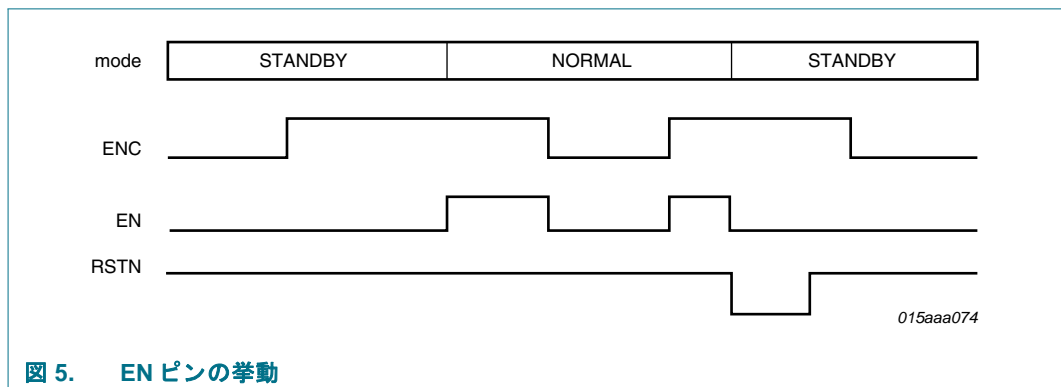 mode STANDBY NORMAL STANDBY
ENC
EN
RSTN
015aaa074
図 5. EN ピンの挙動